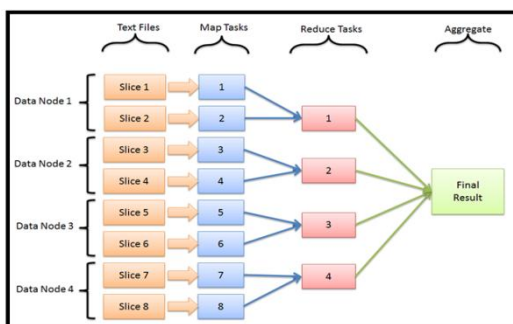 Text Files Map Tasks Reduce Tasks Aggregate
Data Node 1
Slice 1 1
Slice 2 2
1
Data Node 2
Slice 3 3
Slice 4 4
2
Final
Result
Data Node 3
Slice 5 5
Slice 6 6
3
Data Node 4
Slice 7 7
Slice 8 8
4